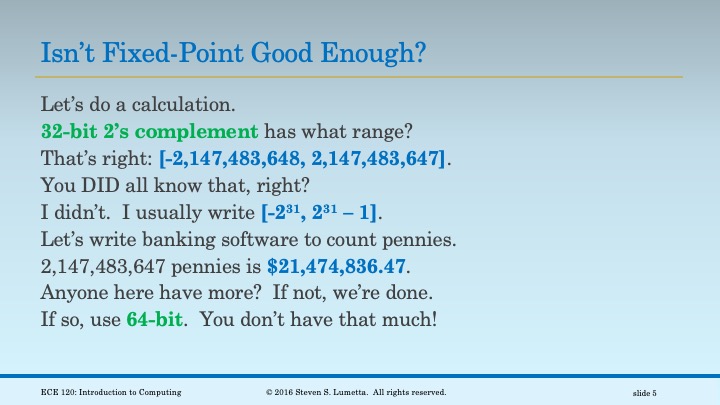 Isn't Fixed-Point Good Enough?
Let's do a calculation.
32-bit 2's complement has what range?
That's right: [-2,147,483,648, 2,147,483,647].
You DID all know that, right?
I didn't.  I usually write [-2³¹, 2³¹ – 1].
Let's write banking software to count pennies.
2,147,483,647 pennies is $21,474,836.47.
Anyone here have more?  If not, we're done.
If so, use 64-bit.  You don't have that much!
ECE 120: Introduction to Computing
© 2016 Steven S. Lumetta.  All rights reserved.
slide 5